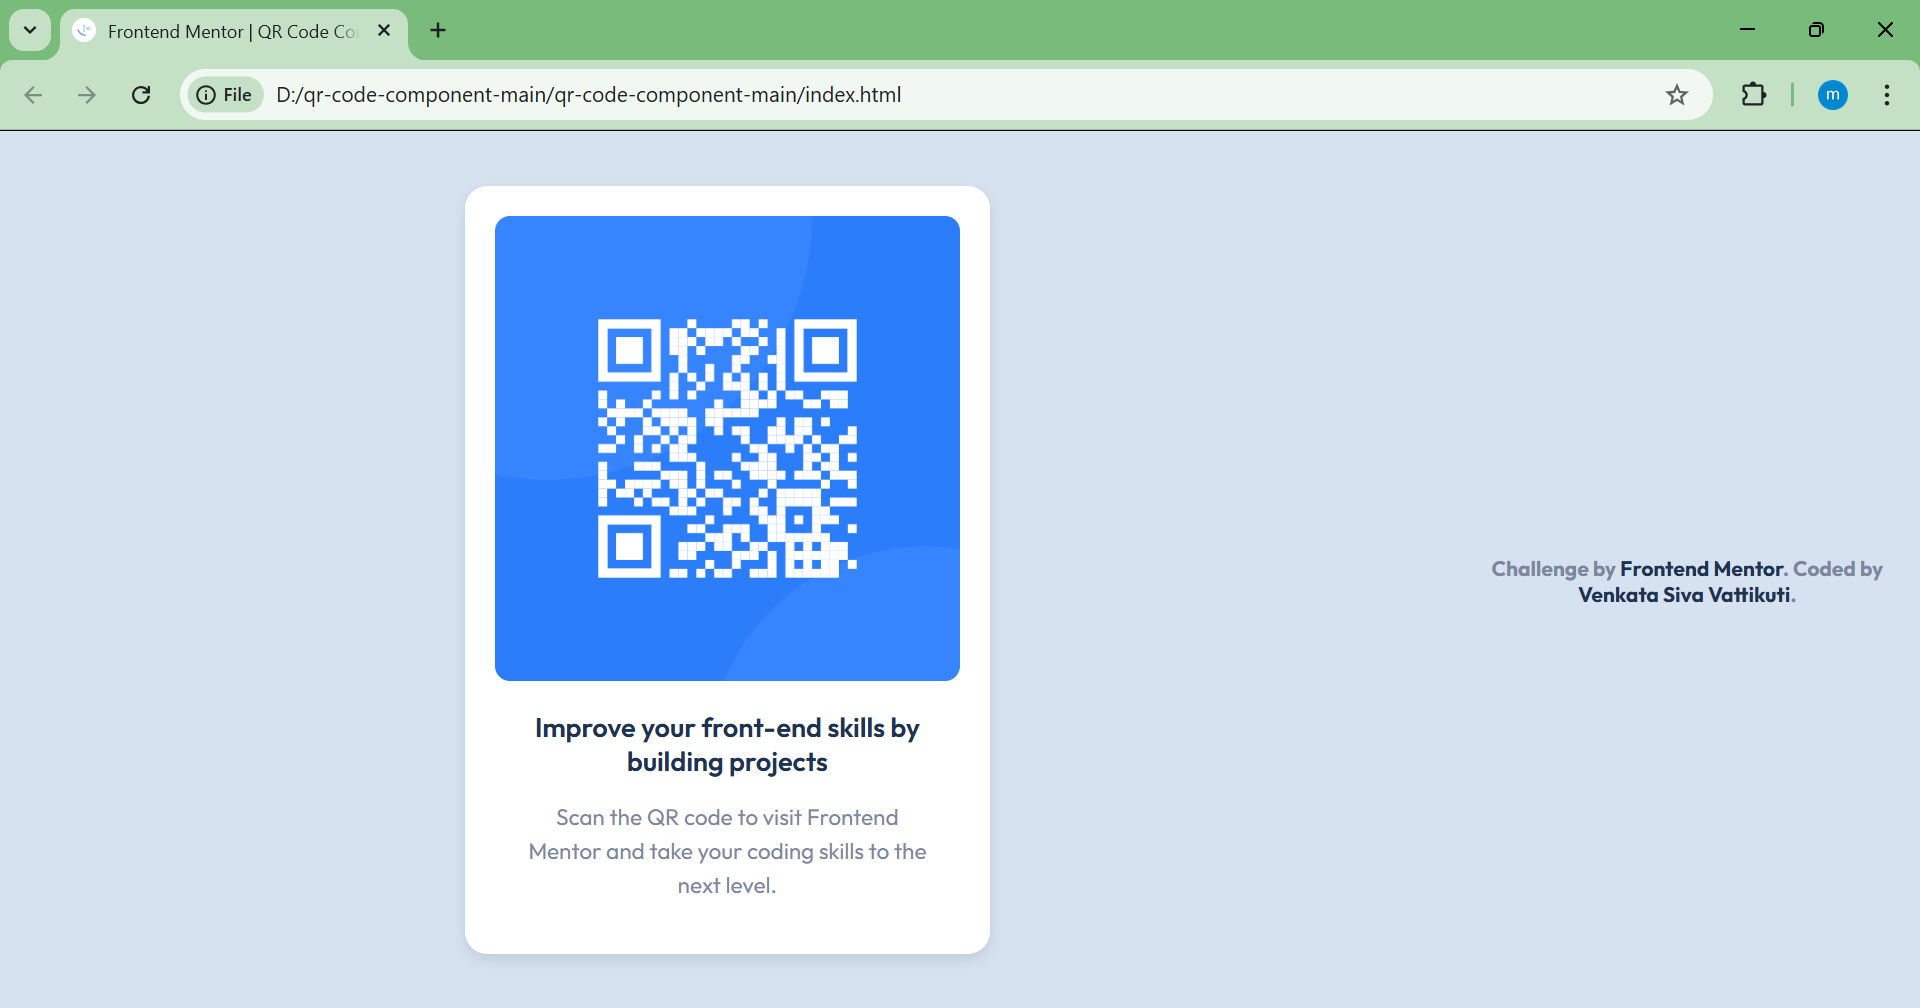 Frontend Mentor | QR Code Co
File
D:/qr-code-component-main/qr-code-component-main/index.html
m
Improve your front-end skills by
building projects
Scan the QR code to visit Frontend
Mentor and take your coding skills to the
next level.
Challenge by Frontend Mentor. Coded by
Venkata Siva Vattikuti.